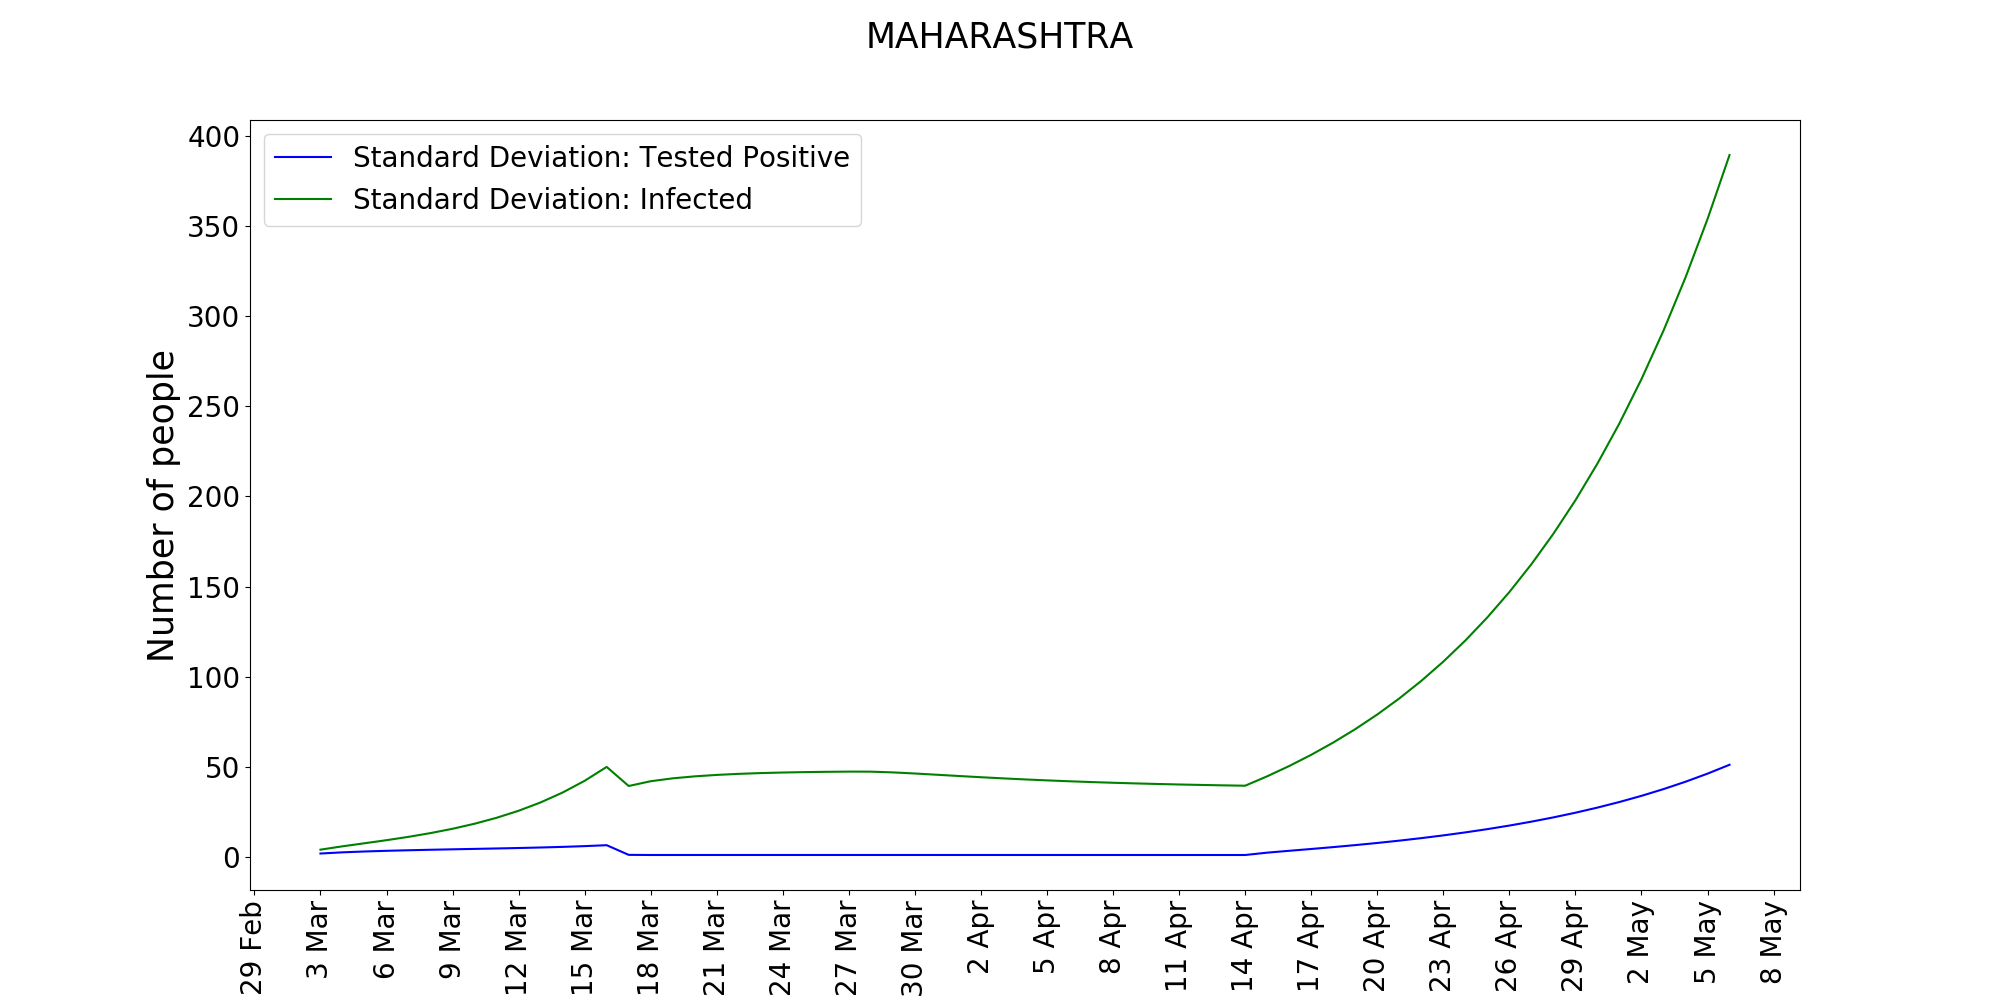 MAHARASHTRA
400
350
300
250
200
150
100
50
0
Number of people
Standard Deviation: Tested Positive
Standard Deviation: Infected
29 Feb
3 Mar
6 Mar
9 Mar
12 Mar
15 Mar
18 Mar
21 Mar
24 Mar
27 Mar
30 Mar
2 Apr
5 Apr
8 Apr
11 Apr
14 Apr
17 Apr
20 Apr
23 Apr
26 Apr
29 Apr
2 May
5 May
8 May